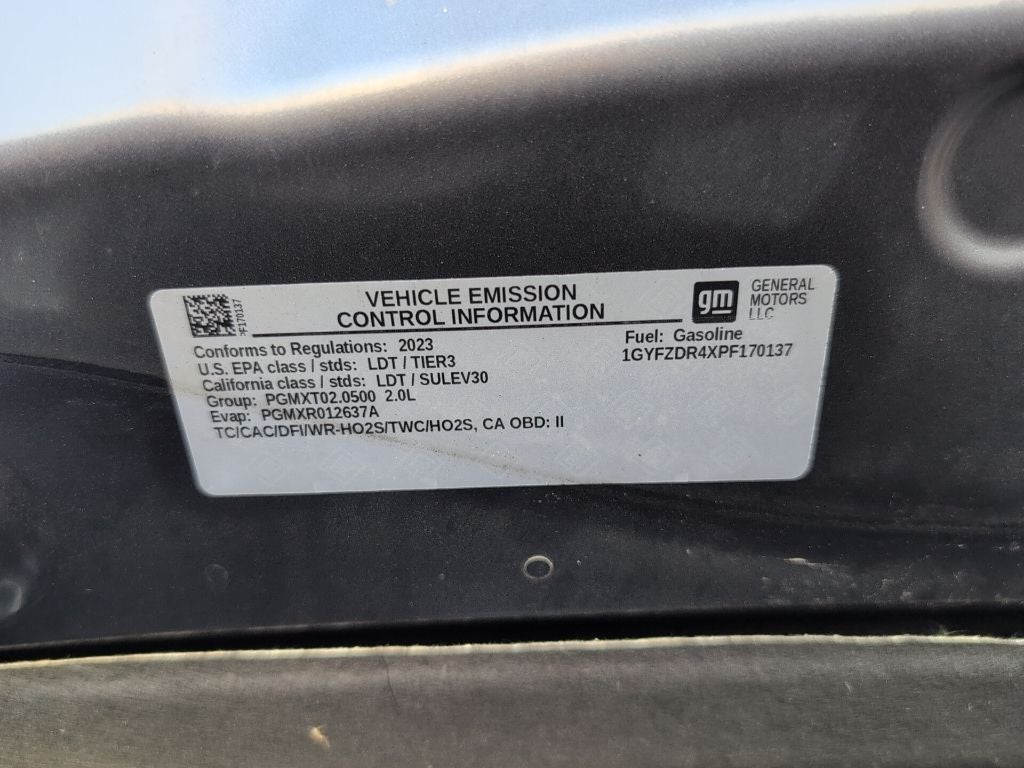 VEHICLE EMISSION
CONTROL INFORMATION
gm
GENERAL
MOTORS
LLC
PF170137
Conforms to Regulations: 2023
U.S. EPA class / stds: LDT / TIER3
California class / stds: LDT / SULEV30
Group: PGMXT02.0500 2.0L
Evap: PGMXR012637A
TC/CAC/DFI/WR-HO2S/TWC/HO2S, CA OBD: II
Fuel: Gasoline
1GYFZDR4XPF170137